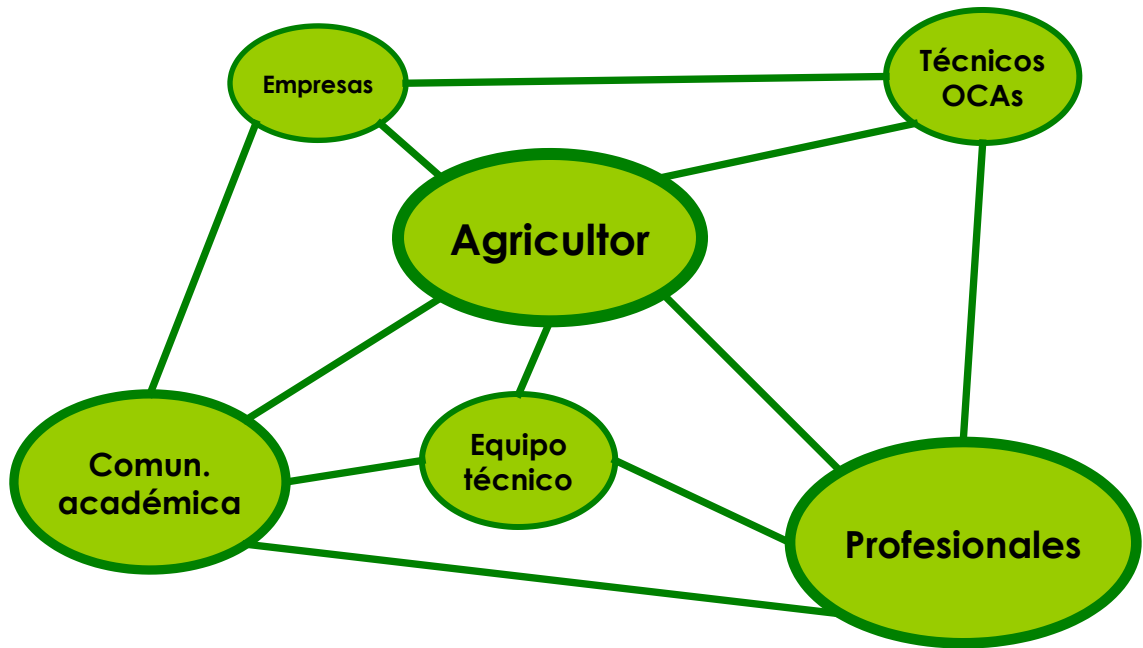 Empresas
Técnicos
OCAs
Agricultor
Equipo
técnico
Comun.
académica
Profesionales